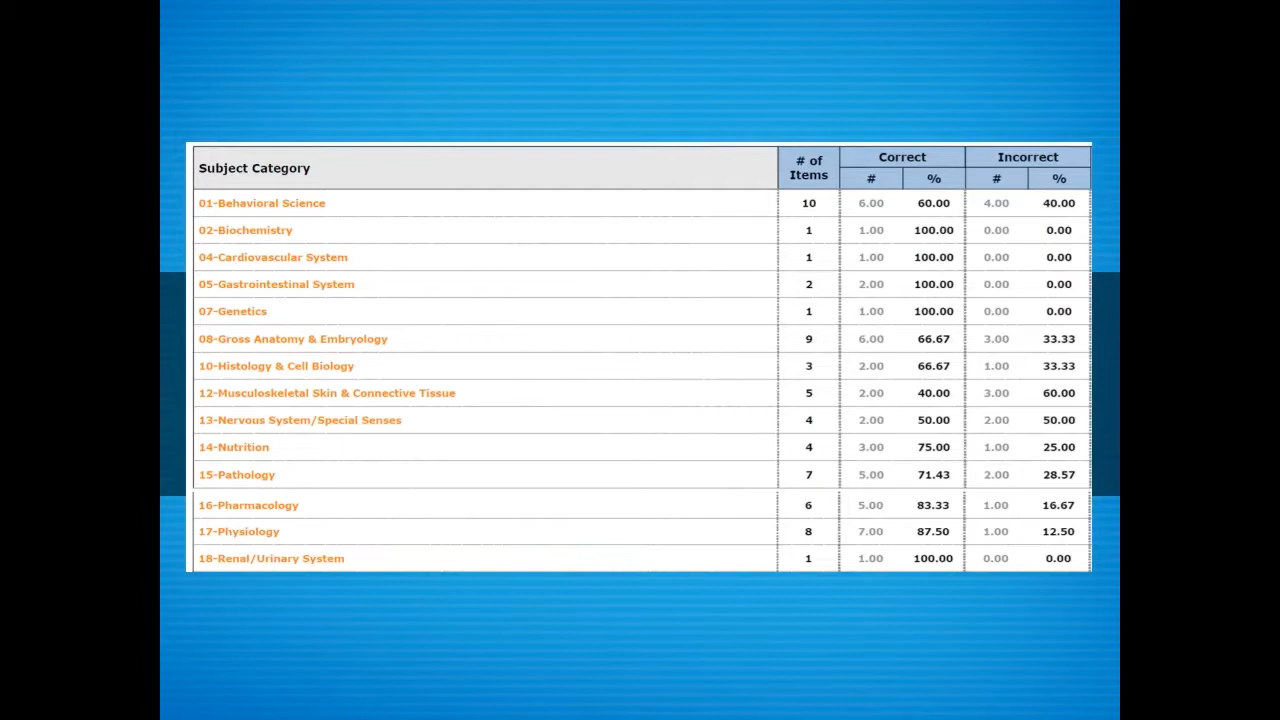 Subject Category # of Items Correct Incorrect
# % # %
01-Behavioral Science 10 6.00 60.00 4.00 40.00
02-Biochemistry 1 1.00 100.00 0.00 0.00
04-Cardiovascular System 1 1.00 100.00 0.00 0.00
05-Gastrointestinal System 2 2.00 100.00 0.00 0.00
07-Genetics 1 1.00 100.00 0.00 0.00
08-Gross Anatomy & Embryology 9 6.00 66.67 3.00 33.33
10-Histology & Cell Biology 3 2.00 66.67 1.00 33.33
12-Musculoskeletal Skin & Connective Tissue 5 2.00 40.00 3.00 60.00
13-Nervous System/Special Senses 4 2.00 50.00 2.00 50.00
14-Nutrition 4 3.00 75.00 1.00 25.00
15-Pathology 7 5.00 71.43 2.00 28.57
16-Pharmacology 6 5.00 83.33 1.00 16.67
17-Physiology 8 7.00 87.50 1.00 12.50
18-Renal/Urinary System 1 1.00 100.00 0.00 0.00